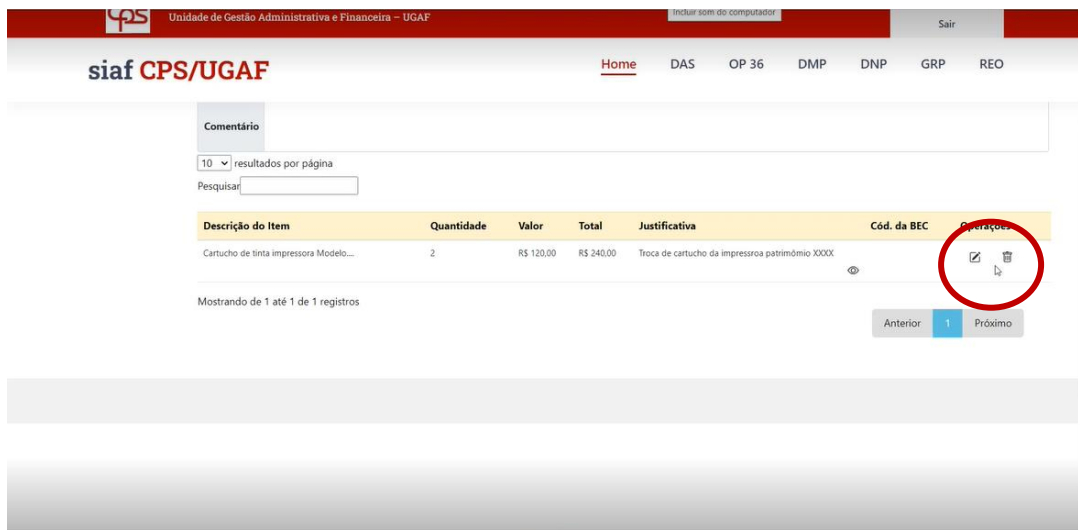 cps Unidade de Gestão Administrativa e Financeira – UGAF Incluir som do computador Sair
siaf CPS/UGAF Home DAS OP 36 DMP DNP GRP REO
Comentário
10 resultados por página
Pesquisar
Descrição do Item Quantidade Valor Total Justificativa Cód. da BEC Operações
Cartucho de tinta impressora Modelo.... 2 R$ 120,00 R$ 240,00 Troca de cartucho da impressroa patrimômio XXXX
Mostrando de 1 até 1 de 1 registros
Anterior 1 Próximo